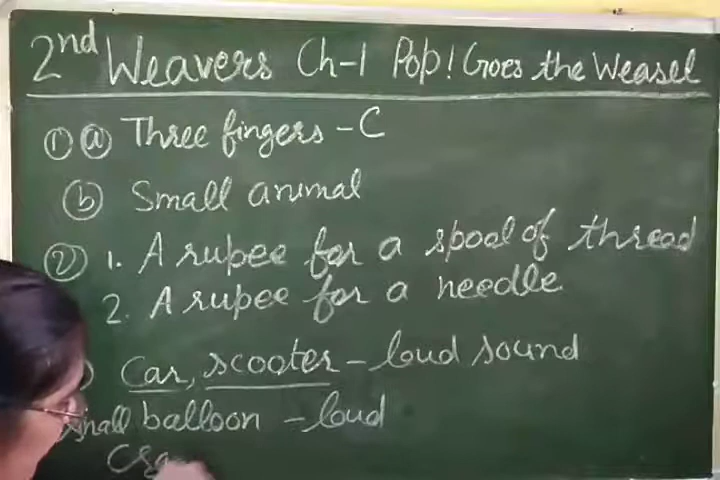 2nd Weavers Ch-1 Pop! Goes the Weasel
① ⓐ Three fingers - C
ⓑ Small animal
② 1. A rupee for a spool of thread
2. A rupee for a needle
Car, scooter - loud sound
small balloon - loud